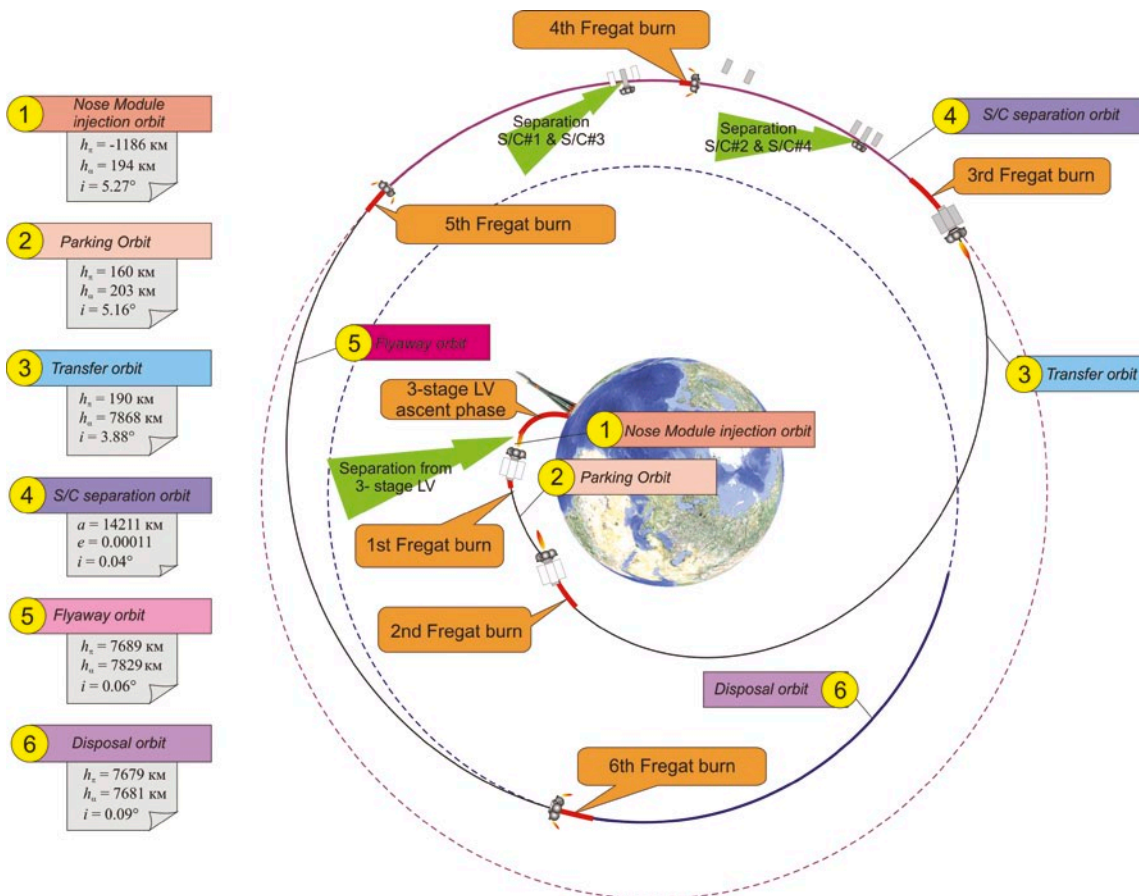 1
Nose Module
injection orbit
hπ = -1186 км
hα = 194 км
i = 5.27°
2
Parking Orbit
hπ = 160 км
hα = 203 км
i = 5.16°
3
Transfer orbit
hπ = 190 км
hα = 7868 км
i = 3.88°
4
S/C separation orbit
a = 14211 км
e = 0.00011
i = 0.04°
5
Flyaway orbit
hπ = 7689 км
hα = 7829 км
i = 0.06°
6
Disposal orbit
hπ = 7679 км
hα = 7681 км
i = 0.09°
4th Fregat burn
Separation
S/C#1 & S/C#3
Separation
S/C#2 & S/C#4
4
S/C separation orbit
3rd Fregat burn
5th Fregat burn
5
Flyaway orbit
3-stage LV
ascent phase
3
Transfer orbit
1
Nose Module injection orbit
Separation from
3- stage LV
2
Parking Orbit
1st Fregat burn
2nd Fregat burn
Disposal orbit
6
6th Fregat burn